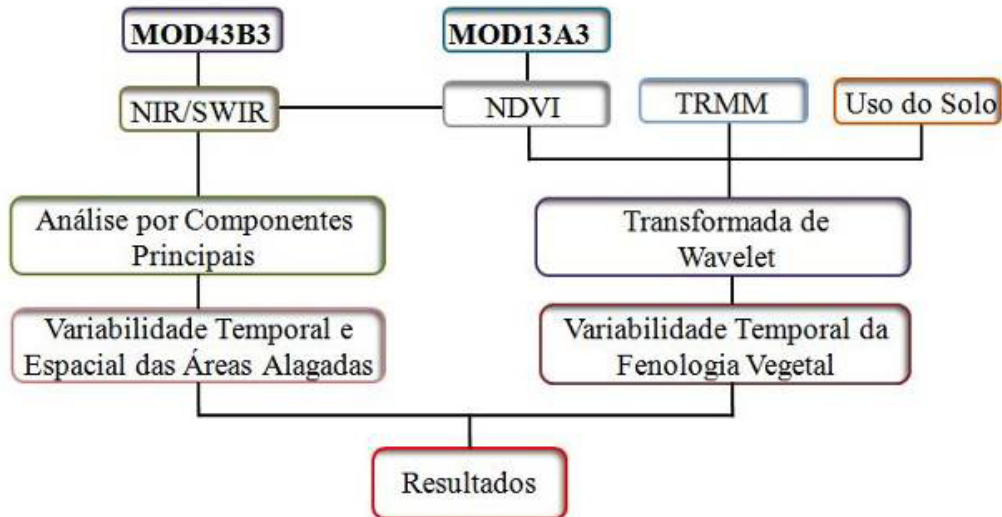 MOD43B3
MOD13A3
NIR/SWIR
NDVI
TRMM
Uso do Solo
Análise por Componentes
Principais
Transformada de
Wavelet
Variabilidade Temporal e
Espacial das Áreas Alagadas
Variabilidade Temporal da
Fenologia Vegetal
Resultados